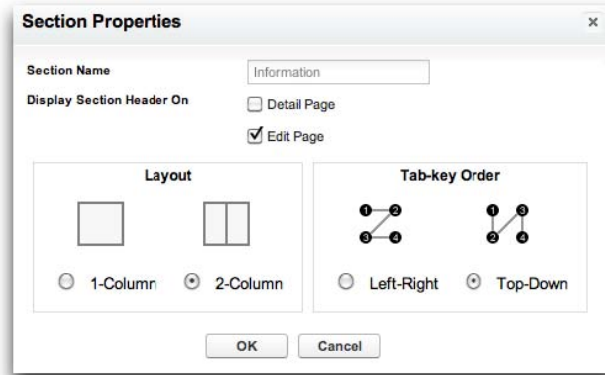 Section Properties
Section Name
Information
Display Section Header On
Detail Page
Edit Page
Layout
1-Column
2-Column
Tab-key Order
1 2
3 4
1 3
2 4
Left-Right
Top-Down
OK
Cancel